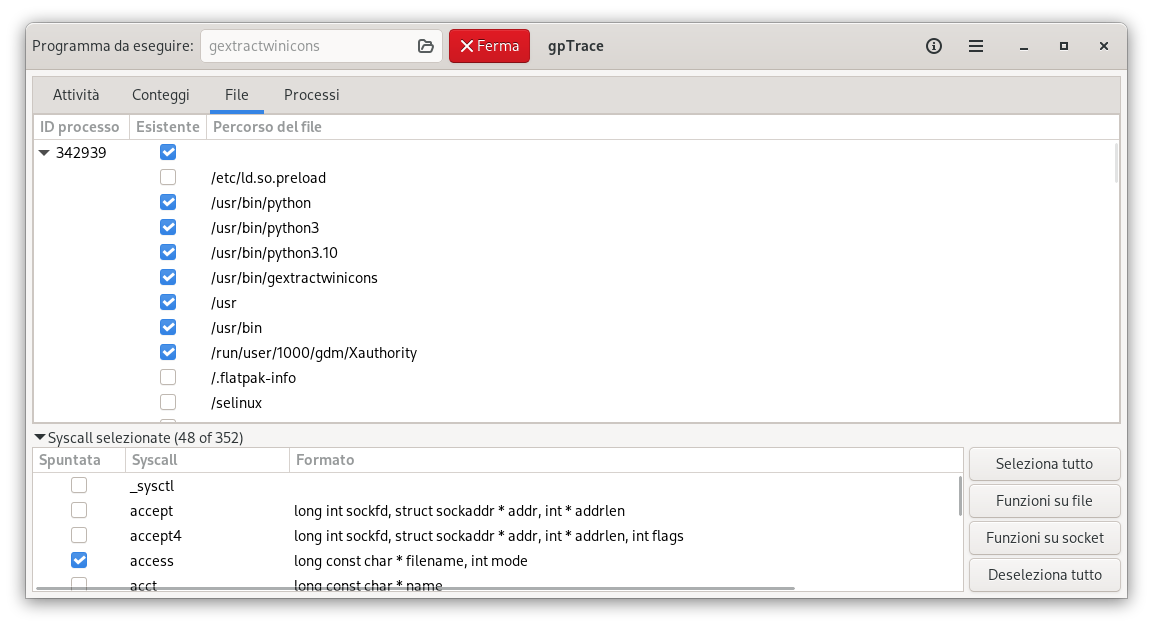 Programma da eseguire: gextractwinicons Ferma gpTrace
Attività Conteggi File Processi
ID processo Esistente Percorso del file
342939
/etc/ld.so.preload
/usr/bin/python
/usr/bin/python3
/usr/bin/python3.10
/usr/bin/gextractwinicons
/usr
/usr/bin
/run/user/1000/gdm/Xauthority
/.flatpak-info
/selinux
Syscall selezionate (48 of 352)
Spuntata Syscall Formato
_sysctl
accept long int sockfd, struct sockaddr * addr, int * addrlen
accept4 long int sockfd, struct sockaddr * addr, int * addrlen, int flags
access long const char * filename, int mode
acct long const char * name
Seleziona tutto
Funzioni su file
Funzioni su socket
Deseleziona tutto